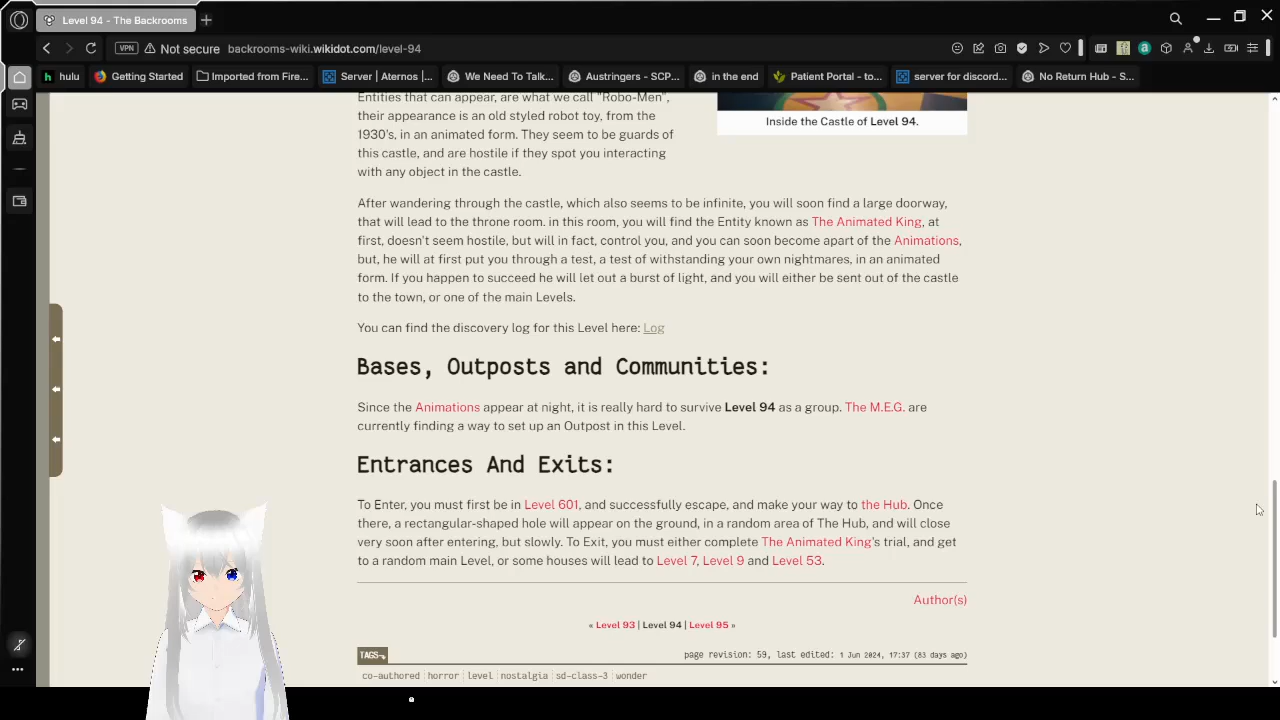 Level 94 - The Backrooms
VPN Not secure backrooms-wiki.wikidot.com/level-94
hulu Getting Started Imported from Fire... Server | Aternos |... We Need To Talk... Austringers - SCP... in the end Patient Portal - to... server for discord... No Return Hub - S...
Entities that can appear, are what we call "Robo-Men",
their appearance is an old styled robot toy, from the
1930's, in an animated form. They seem to be guards of
this castle, and are hostile if they spot you interacting
with any object in the castle.
Inside the Castle of Level 94.
After wandering through the castle, which also seems to be infinite, you will soon find a large doorway,
that will lead to the throne room. in this room, you will find the Entity known as The Animated King, at
first, doesn't seem hostile, but will in fact, control you, and you can soon become apart of the Animations,
but, he will at first put you through a test, a test of withstanding your own nightmares, in an animated
form. If you happen to succeed he will let out a burst of light, and you will either be sent out of the castle
to the town, or one of the main Levels.
You can find the discovery log for this Level here: Log
Bases, Outposts and Communities:
Since the Animations appear at night, it is really hard to survive Level 94 as a group. The M.E.G. are
currently finding a way to set up an Outpost in this Level.
Entrances And Exits:
To Enter, you must first be in Level 601, and successfully escape, and make your way to the Hub. Once
there, a rectangular-shaped hole will appear on the ground, in a random area of The Hub, and will close
very soon after entering, but slowly. To Exit, you must either complete The Animated King's trial, and get
to a random main Level, or some houses will lead to Level 7, Level 9 and Level 53.
Author(s)
« Level 93 | Level 94 | Level 95 »
TAGS page revision: 59, last edited: 1 Jun 2024, 17:37 (83 days ago)
co-authored horror level nostalgia sd-class-3 wonder